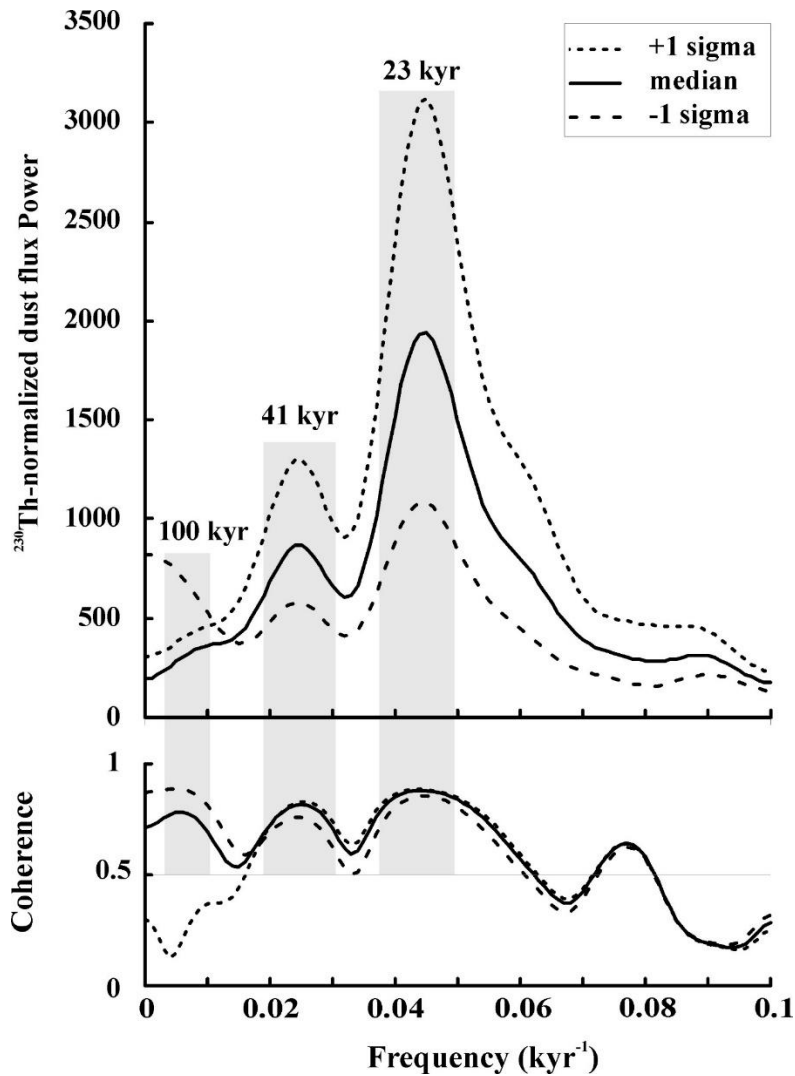 3500
+1 sigma
median
-1 sigma
23 kyr
3000
2500
2000
1500
41 kyr
1000
100 kyr
500
0
²³⁰Th-normalized dust flux Power
1
0.5
1
Coherence
0
0.02
0.04
0.06
0.08
0.1
Frequency (kyr⁻¹)